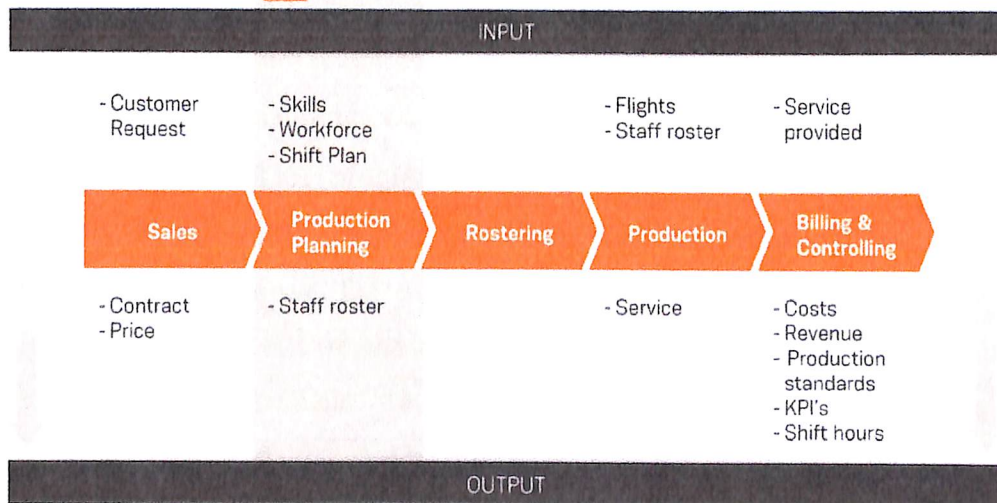 INPUT
- Customer
Request
- Skills
- Workforce
- Shift Plan
- Flights
- Staff roster
- Service
provided
Sales
Production
Planning
Rostering
Production
Billing &
Controlling
- Contract
- Price
- Staff roster
- Service
- Costs
- Revenue
- Production
standards
- KPI's
- Shift hours
OUTPUT